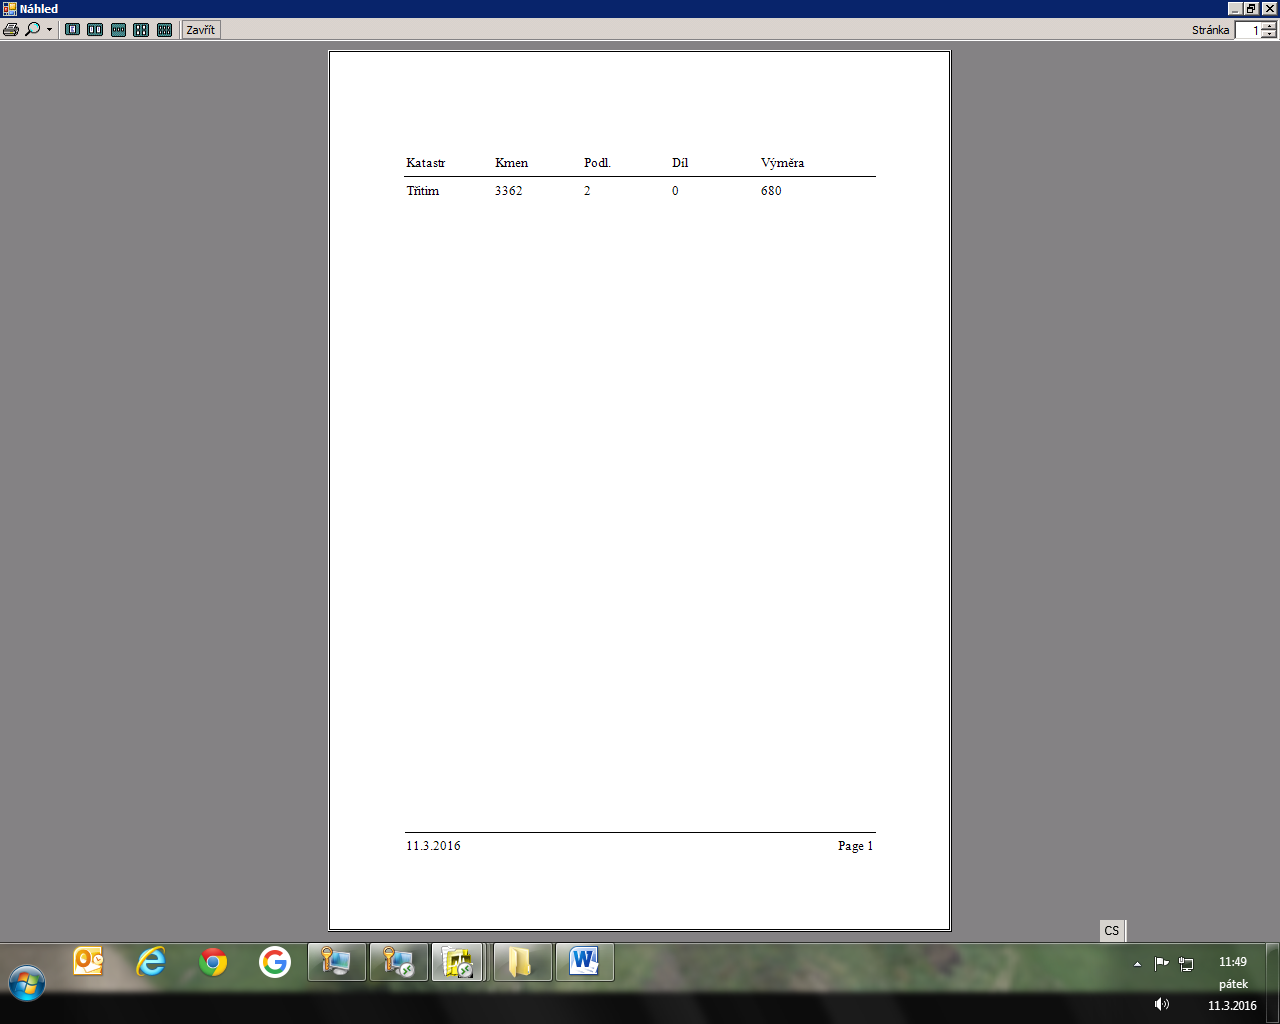 Náhled
Zavřít
Stránka 1
Katastr Kmen Podl. Díl Výměra
Třitim 3362 2 0 680
11.3.2016 Page 1
CS
11:49
pátek
11.3.2016